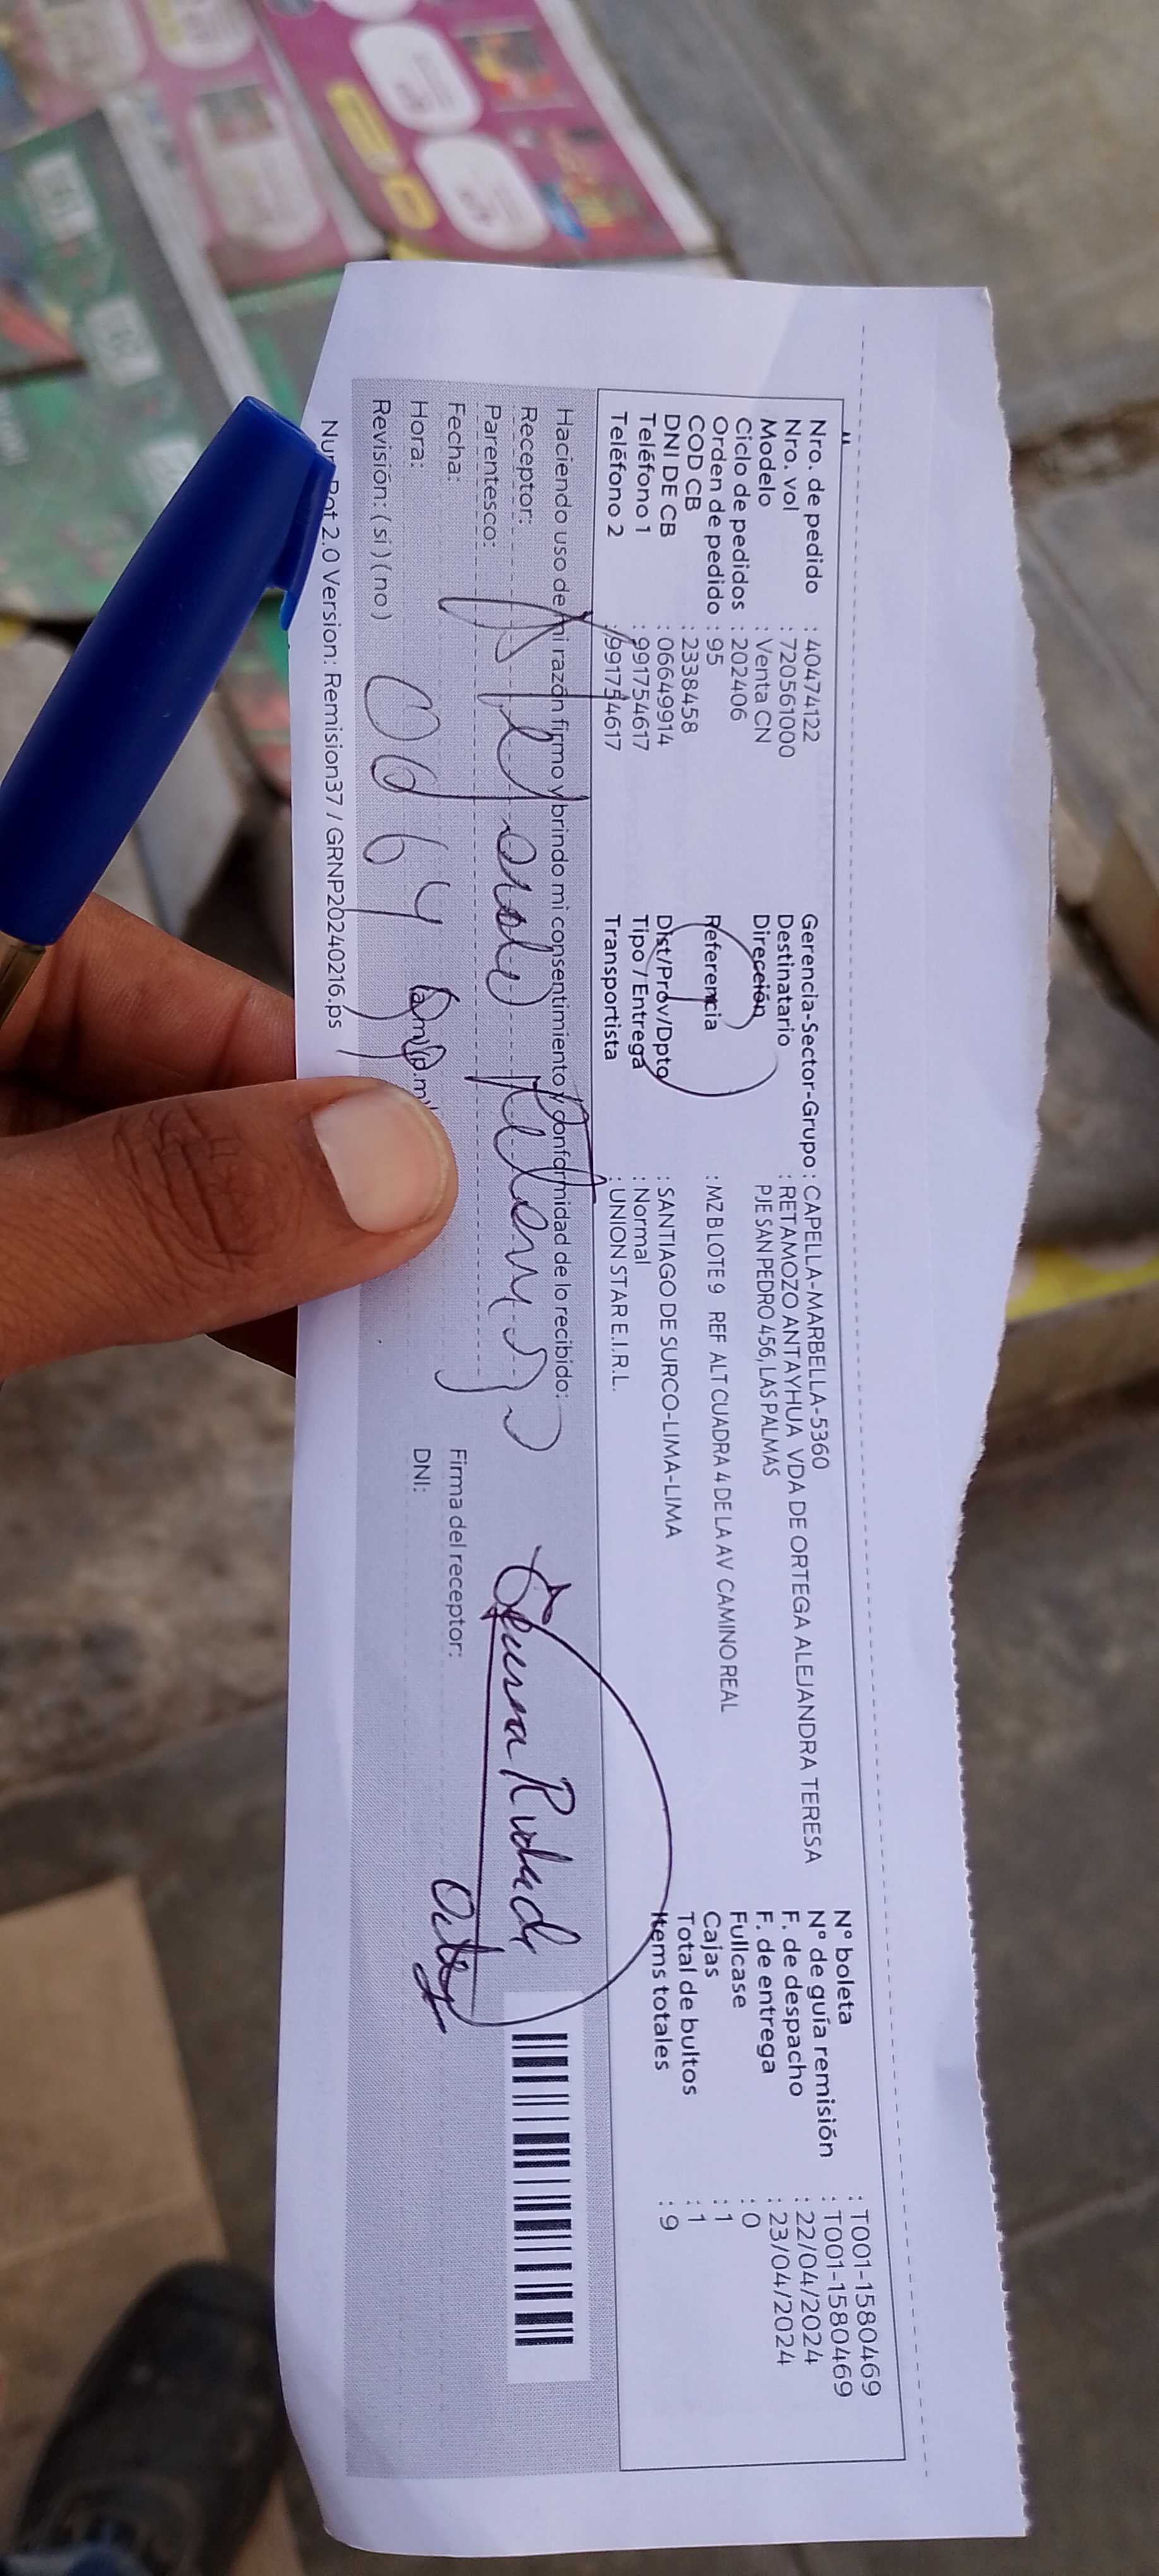 Nro. de pedido : 40474122
Nro. vol : 720561000
Modelo : Venta CN
Ciclo de pedidos : 202406
Orden de pedido : 95
COD CB : 2338458
DNI DE CB : 06649914
Teléfono 1 : 991754617
Teléfono 2 : 991754617
Gerencia-Sector-Grupo : CAPELLA-MARBELLA-5360
Destinatario : RETAMOZO ANTAYHUA VDA DE ORTEGA ALEJANDRA TERESA
Dirección PJE SAN PEDRO 456, LAS PALMAS
Referencia : MZ B LOTE 9 REF ALT CUADRA 4 DE LA AV CAMINO REAL
Dist/Prov/Dpto : SANTIAGO DE SURCO-LIMA-LIMA
Tipo / Entrega : Normal
Transportista : UNION STAR E.I.R.L.
N° boleta : T001-1580469
N° de guía remisión : T001-1580469
F. de despacho : 22/04/2024
F. de entrega : 23/04/2024
Fullcase : 0
Cajas : 1
Total de bultos : 1
Items totales : 9
Haciendo uso de mi razón firmo y brindo mi consentimiento y conformidad de lo recibido:
Receptor:
Parentesco:
Fecha:
Firma del receptor:
Hora:
DNI:
Revisión: ( si ) ( no )
2.0 Version: Remision37 / GRNP20240216.ps